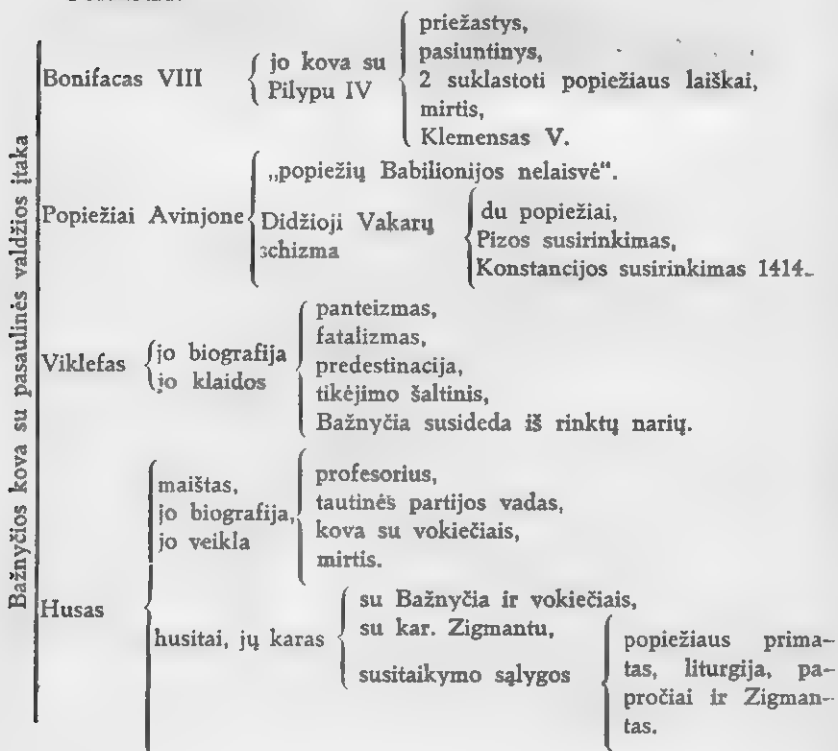 Bažnyčios kova su pasaulinės valdžios įtaka
Bonifacas VIII
jo kova su
Pilypu IV
priežastys,
pasiuntinys,
2 suklastoti popiežiaus laiškai,
mirtis,
Klemensas V.
Popiežiai Avinjone
„popiežių Babilionijos nelaisvė“.
Didžioji Vakarų
schizma
du popiežiai,
Pizos susirinkimas,
Konstancijos susirinkimas 1414.
Viklefas
jo biografija
jo klaidos
panteizmas,
fatalizmas,
predestinacija,
tikėjimo šaltinis,
Bažnyčia susideda iš rinktų narių.
Husas
maištas,
jo biografija,
jo veikla
profesorius,
tautinės partijos vadas,
kova su vokiečiais,
mirtis.
husitai, jų karas
su Bažnyčia ir vokiečiais,
su kar. Zigmantu,
susitaikymo sąlygos
popiežiaus prima-
tas, liturgija, pa-
pročiai ir Zigman-
tas.